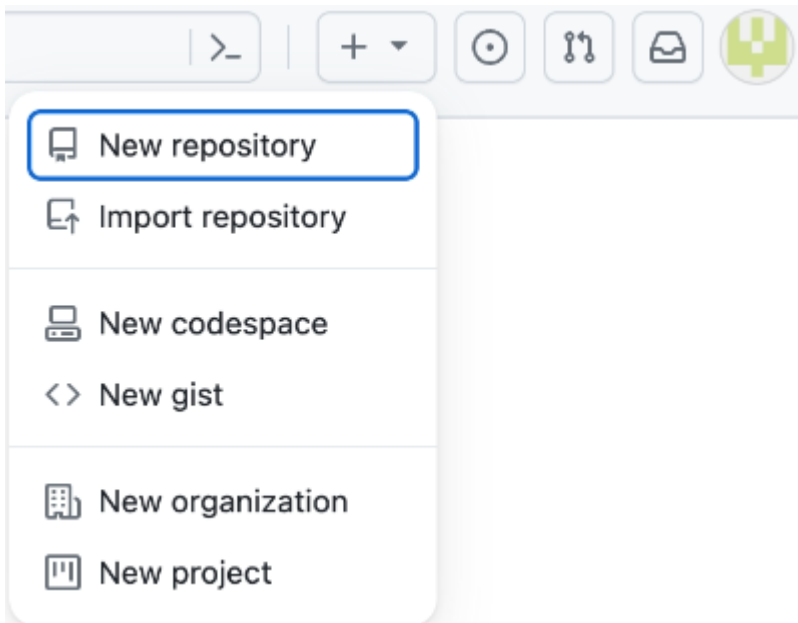 New repository
Import repository
New codespace
New gist
New organization
New project